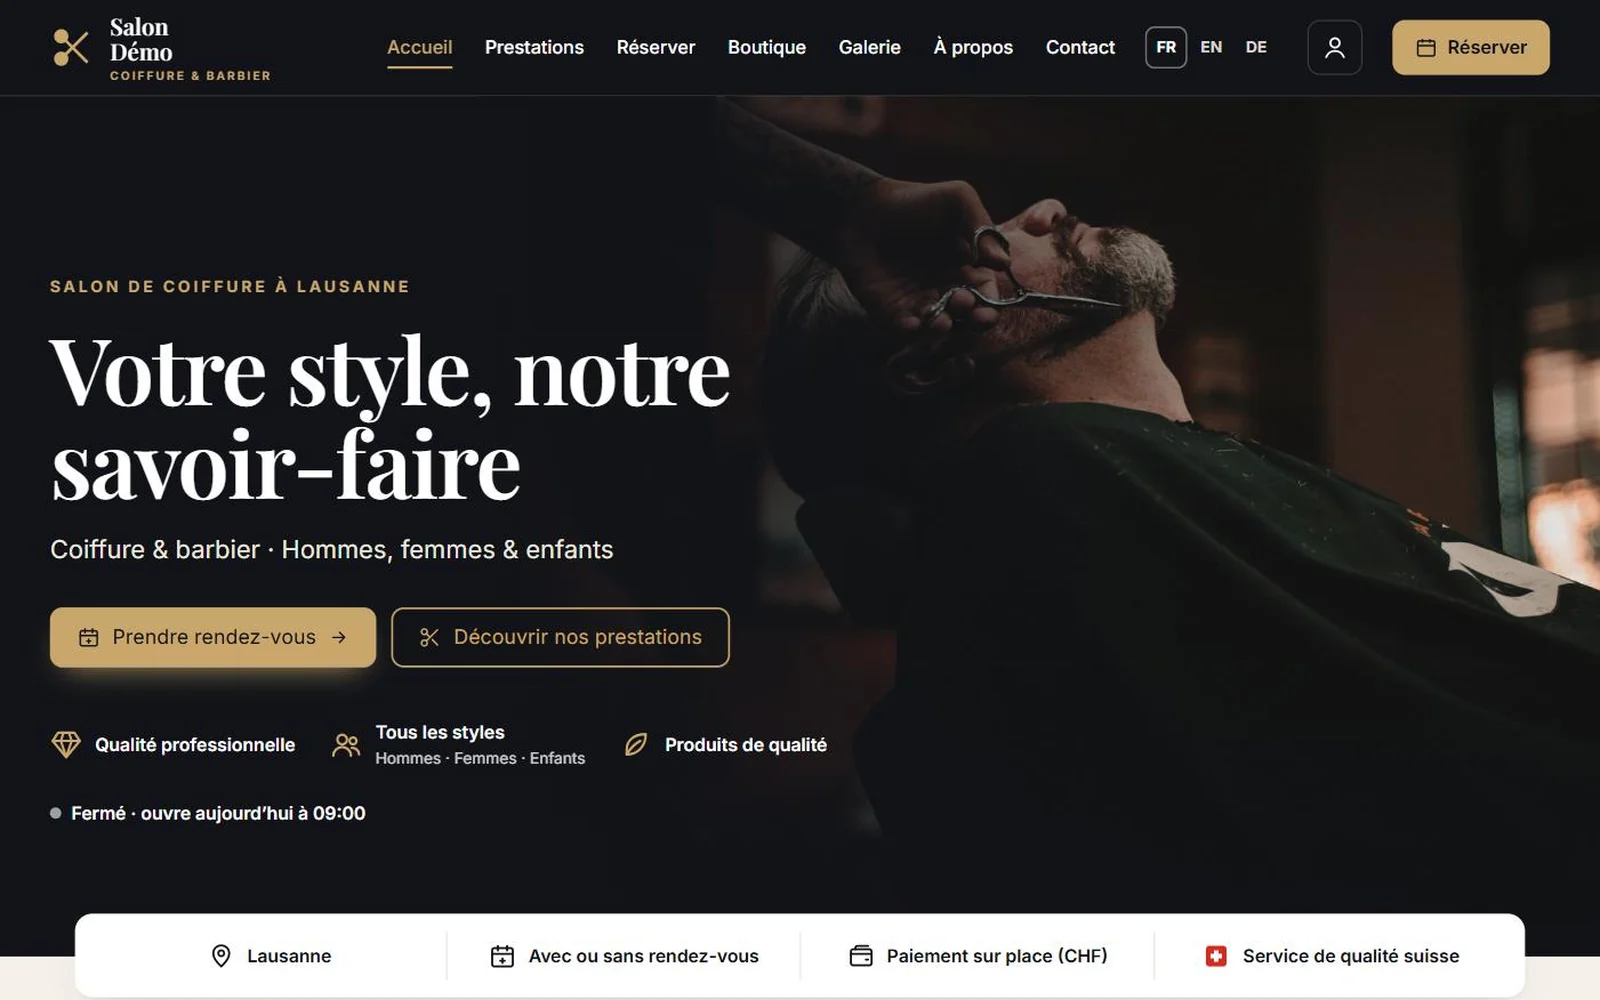 Salon
Démo
COIFFURE & BARBIER
Accueil
Prestations
Réserver
Boutique
Galerie
À propos
Contact
FR
EN
DE
Réserver
SALON DE COIFFURE À LAUSANNE
Votre style, notre
savoir-faire
Coiffure & barbier · Hommes, femmes & enfants
Prendre rendez-vous →
Découvrir nos prestations
Qualité professionnelle
Tous les styles
Hommes · Femmes · Enfants
Produits de qualité
Fermé · ouvre aujourd’hui à 09:00
Lausanne
Avec ou sans rendez-vous
Paiement sur place (CHF)
Service de qualité suisse